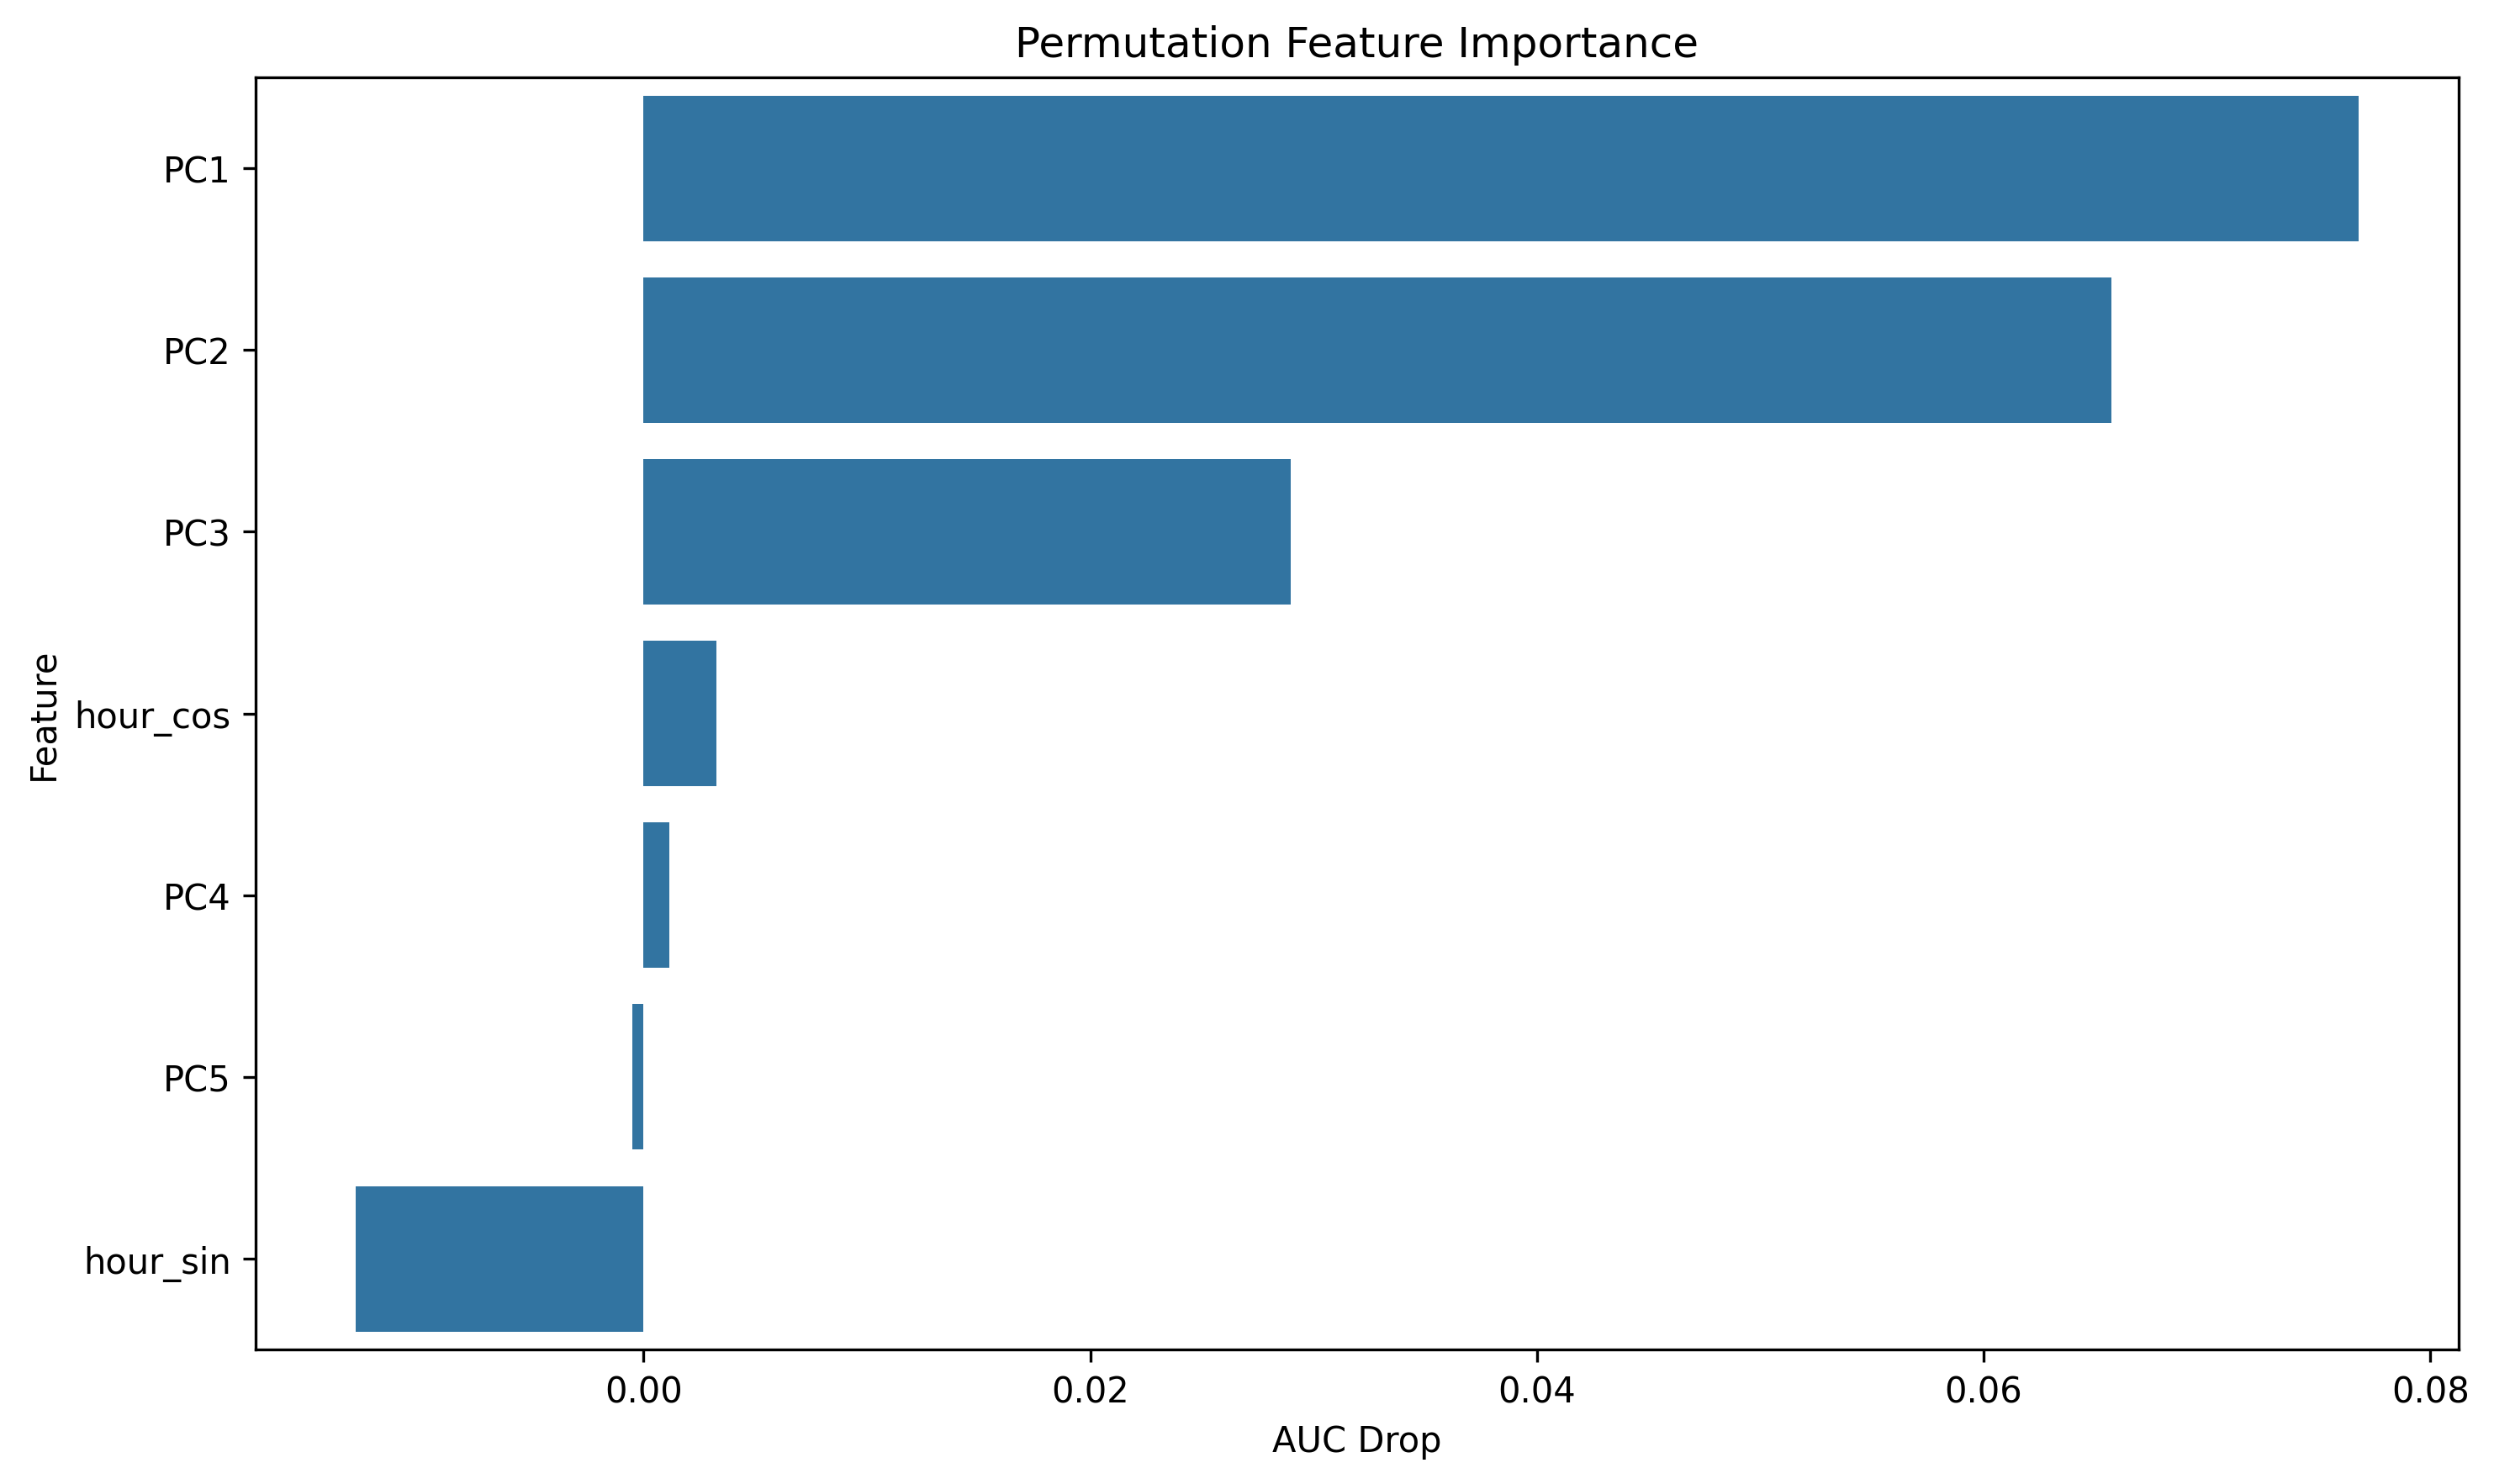 Permutation Feature Importance
Feature
PC1
PC2
PC3
hour_cos
PC4
PC5
hour_sin
0.00 0.02 0.04 0.06 0.08
AUC Drop